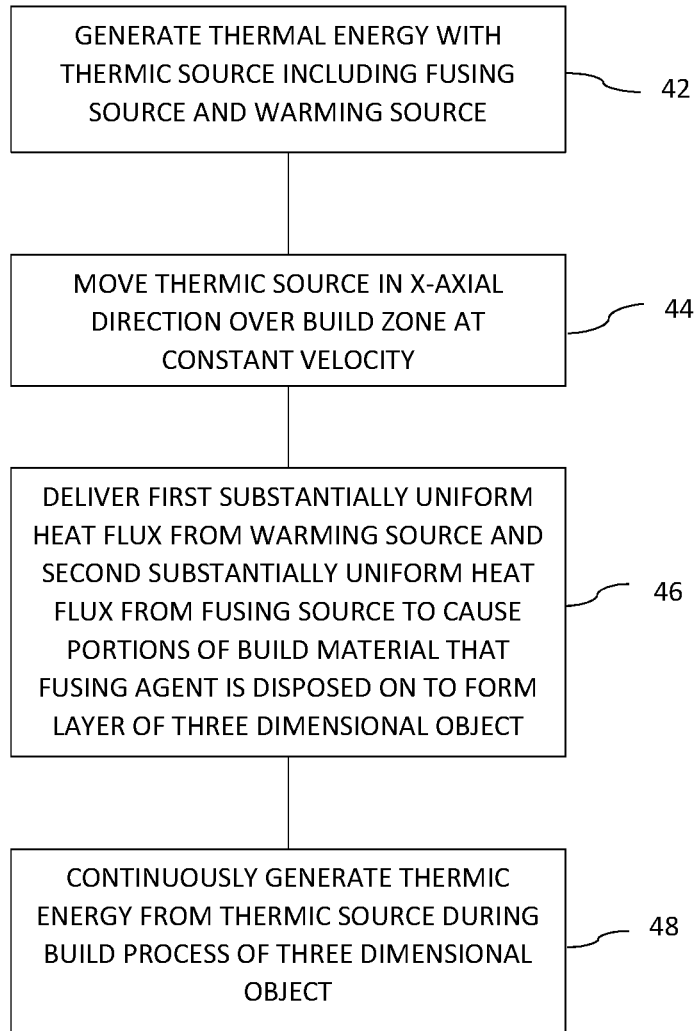 GENERATE THERMAL ENERGY WITH
THERMIC SOURCE INCLUDING FUSING
SOURCE AND WARMING SOURCE
42
MOVE THERMIC SOURCE IN X-AXIAL
DIRECTION OVER BUILD ZONE AT
CONSTANT VELOCITY
44
DELIVER FIRST SUBSTANTIALLY UNIFORM
HEAT FLUX FROM WARMING SOURCE AND
SECOND SUBSTANTIALLY UNIFORM HEAT
FLUX FROM FUSING SOURCE TO CAUSE
PORTIONS OF BUILD MATERIAL THAT
FUSING AGENT IS DISPOSED ON TO FORM
LAYER OF THREE DIMENSIONAL OBJECT
46
CONTINUOUSLY GENERATE THERMIC
ENERGY FROM THERMIC SOURCE DURING
BUILD PROCESS OF THREE DIMENSIONAL
OBJECT
48